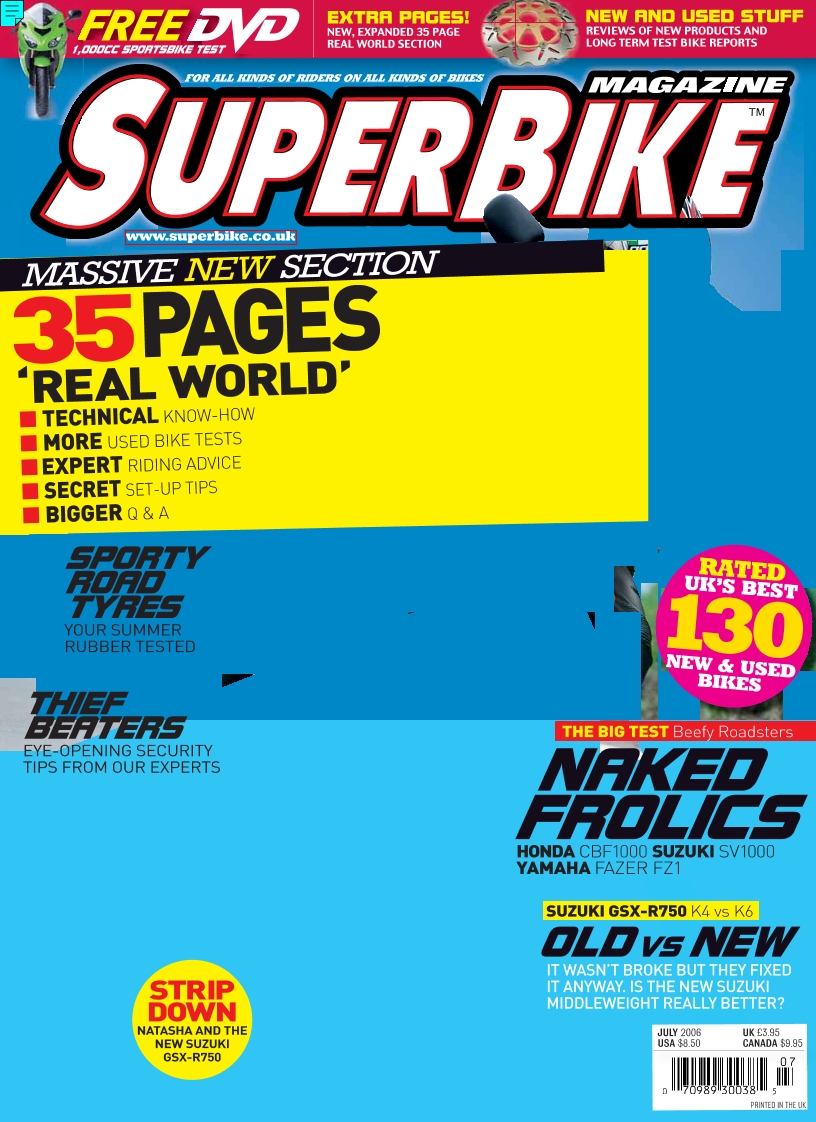 FREE DVD
1,000CC SPORTSBIKE TEST
EXTRA PAGES!
NEW, EXPANDED 35 PAGE
REAL WORLD SECTION
NEW AND USED STUFF
REVIEWS OF NEW PRODUCTS AND
LONG TERM TEST BIKE REPORTS
FOR ALL KINDS OF RIDERS ON ALL KINDS OF BIKES
MAGAZINE
SUPERBIKE
TM
www.superbike.co.uk
MASSIVE NEW SECTION
35 PAGES
'REAL WORLD'
TECHNICAL KNOW-HOW
MORE USED BIKE TESTS
EXPERT RIDING ADVICE
SECRET SET-UP TIPS
BIGGER Q & A
SPORTY
ROAD
TYRES
YOUR SUMMER
RUBBER TESTED
RATED
UK'S BEST
130
NEW & USED
BIKES
THIEF
BEATERS
EYE-OPENING SECURITY
TIPS FROM OUR EXPERTS
THE BIG TEST Beefy Roadsters
NAKED
FROLICS
HONDA CBF1000 SUZUKI SV1000
YAMAHA FAZER FZ1
SUZUKI GSX-R750 K4 vs K6
OLD vs NEW
IT WASN'T BROKE BUT THEY FIXED
IT ANYWAY. IS THE NEW SUZUKI
MIDDLEWEIGHT REALLY BETTER?
STRIP
DOWN
NATASHA AND THE
NEW SUZUKI
GSX-R750
JULY 2006 UK £3.95
USA $8.50 CANADA $9.95
07
0 70989 30038 5
PRINTED IN THE UK